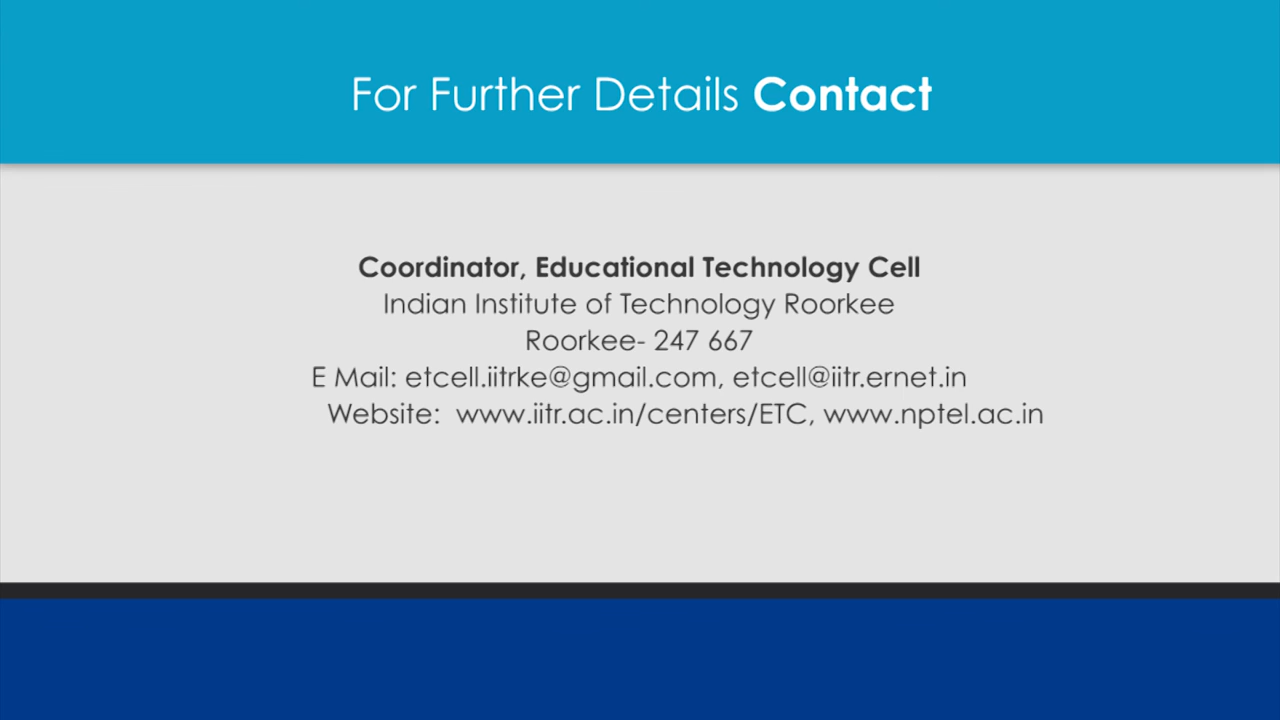 For Further Details Contact
Coordinator, Educational Technology Cell
Indian Institute of Technology Roorkee
Roorkee- 247 667
E Mail: etcell.iitrke@gmail.com, etcell@iitr.ernet.in
Website: www.iitr.ac.in/centers/ETC, www.nptel.ac.in